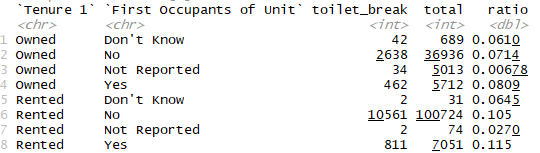 `Tenure 1` `First Occupants of Unit` toilet_break total ratio
<chr> <chr> <int> <int> <dbl>
1 Owned Don't Know 42 689 0.0610
2 Owned No 2638 36936 0.0714
3 Owned Not Reported 34 5013 0.00678
4 Owned Yes 462 5712 0.0809
5 Rented Don't Know 2 31 0.0645
6 Rented No 10561 100724 0.105
7 Rented Not Reported 2 74 0.0270
8 Rented Yes 811 7051 0.115